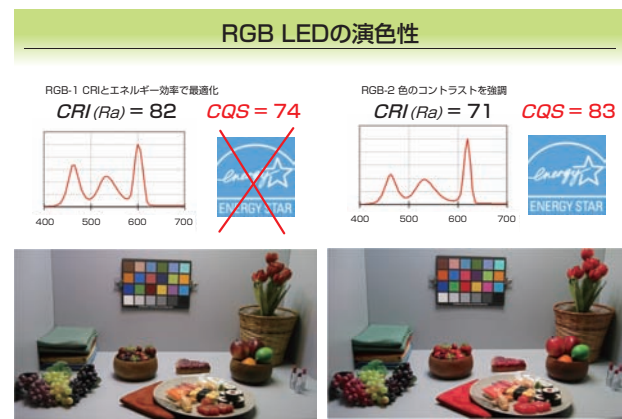 RGB LEDの演色性
RGB-1 CRIとエネルギー効率で最適化
CRI (Ra) = 82 CQS = 74
400 500 600 700
energy
ENERGY STAR
RGB-2 色のコントラストを強調
CRI (Ra) = 71 CQS = 83
400 500 600 700
energy
ENERGY STAR